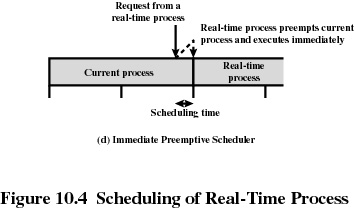 Request from a
real-time process
Real-time process preempts current
process and executes immediately
Current process
Real-time
process
Scheduling time
(d) Immediate Preemptive Scheduler
Figure 10.4 Scheduling of Real-Time Process